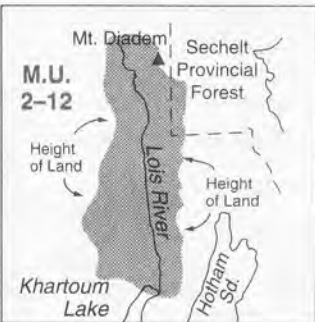 Mt. Diadem
Sechelt
Provincial
Forest
M.U.
2–12
Height
of Land
Lois River
Height
of Land
Khartoum
Lake
Hotham
Sd.